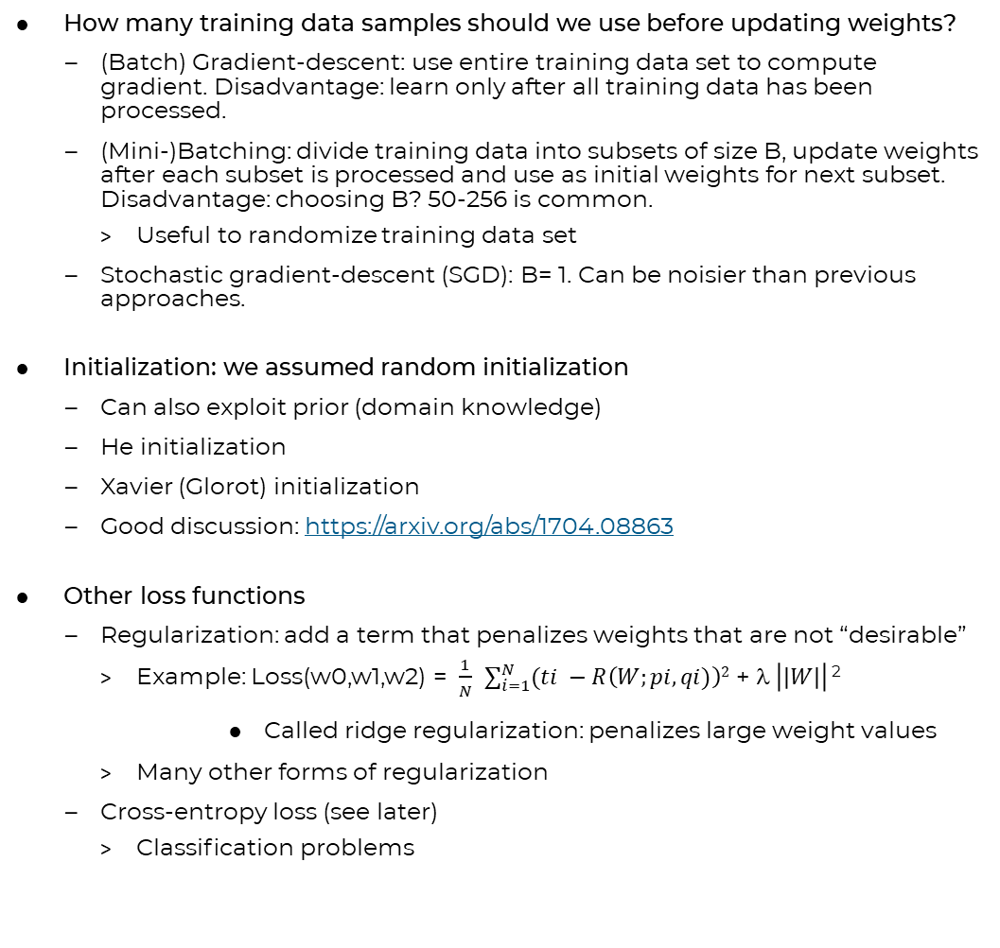 ● How many training data samples should we use before updating weights?
– (Batch) Gradient-descent: use entire training data set to compute
gradient. Disadvantage: learn only after all training data has been
processed.
– (Mini-)Batching: divide training data into subsets of size B, update weights
after each subset is processed and use as initial weights for next subset.
Disadvantage: choosing B? 50-256 is common.
> Useful to randomize training data set
– Stochastic gradient-descent (SGD): B= 1. Can be noisier than previous
approaches.
● Initialization: we assumed random initialization
– Can also exploit prior (domain knowledge)
– He initialization
– Xavier (Glorot) initialization
– Good discussion: https://arxiv.org/abs/1704.08863
● Other loss functions
– Regularization: add a term that penalizes weights that are not “desirable”
> Example: Loss(w0,w1,w2) = 1/N ∑ᴺᵢ₌₁(ti − R(W; pi, qi))² + λ ||W||²
● Called ridge regularization: penalizes large weight values
> Many other forms of regularization
– Cross-entropy loss (see later)
> Classification problems